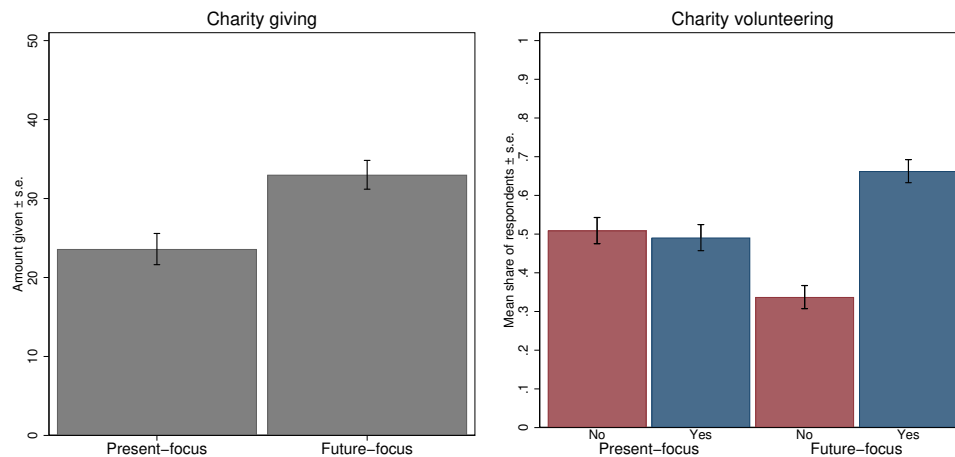 Charity giving
Amount given ± s.e.
50
40
30
20
10
0
Present−focus
Future−focus
Charity volunteering
Mean share of respondents ± s.e.
1
.9
.8
.7
.6
.5
.4
.3
.2
.1
0
No Yes No Yes
Present−focus Future−focus